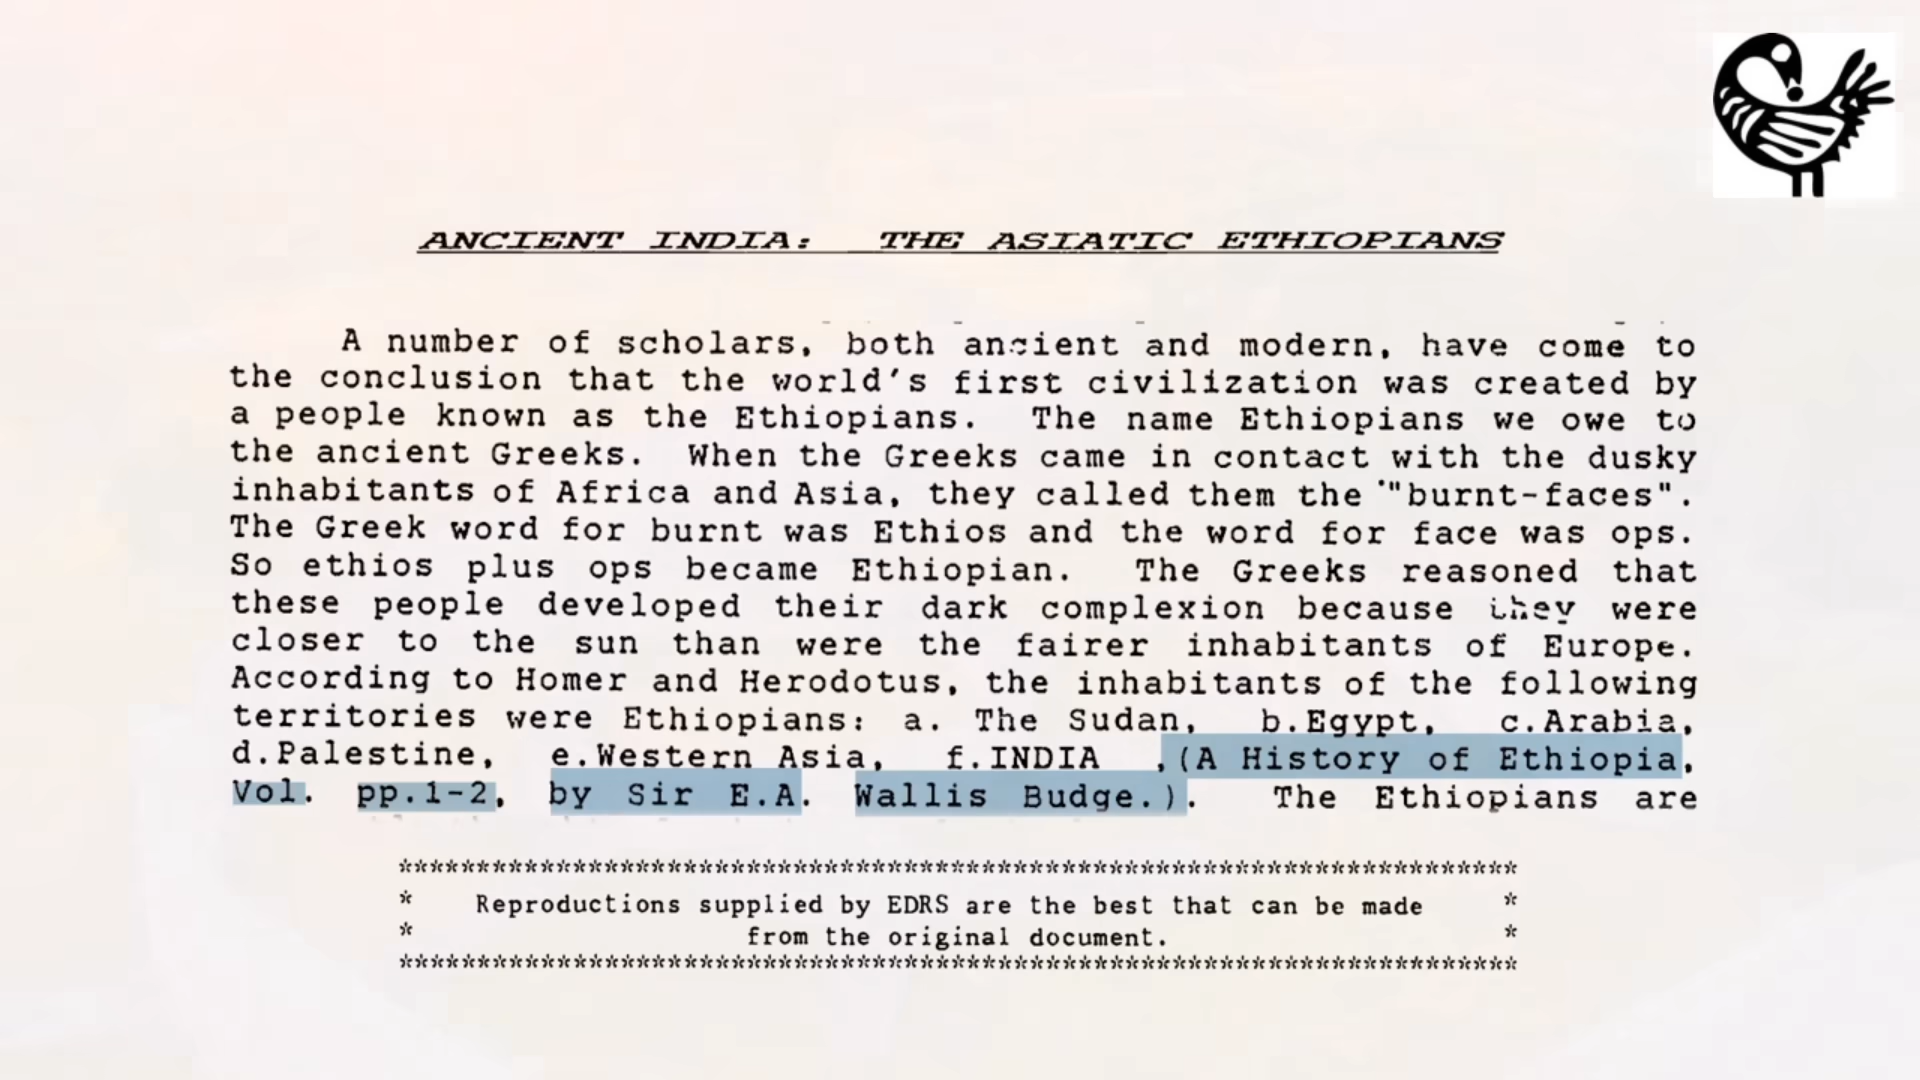 ANCIENT INDIA: THE ASIATIC ETHIOPIANS
A number of scholars, both ancient and modern, have come to
the conclusion that the world's first civilization was created by
a people known as the Ethiopians. The name Ethiopians we owe to
the ancient Greeks. When the Greeks came in contact with the dusky
inhabitants of Africa and Asia, they called them the '"burnt-faces".
The Greek word for burnt was Ethios and the word for face was ops.
So ethios plus ops became Ethiopian. The Greeks reasoned that
these people developed their dark complexion because they were
closer to the sun than were the fairer inhabitants of Europe.
According to Homer and Herodotus, the inhabitants of the following
territories were Ethiopians: a. The Sudan, b.Egypt, c.Arabia,
d.Palestine, e.Western Asia, f.INDIA ,(A History of Ethiopia,
Vol. pp.1-2, by Sir E.A. Wallis Budge.). The Ethiopians are
* Reproductions supplied by EDRS are the best that can be made *
* from the original document. *